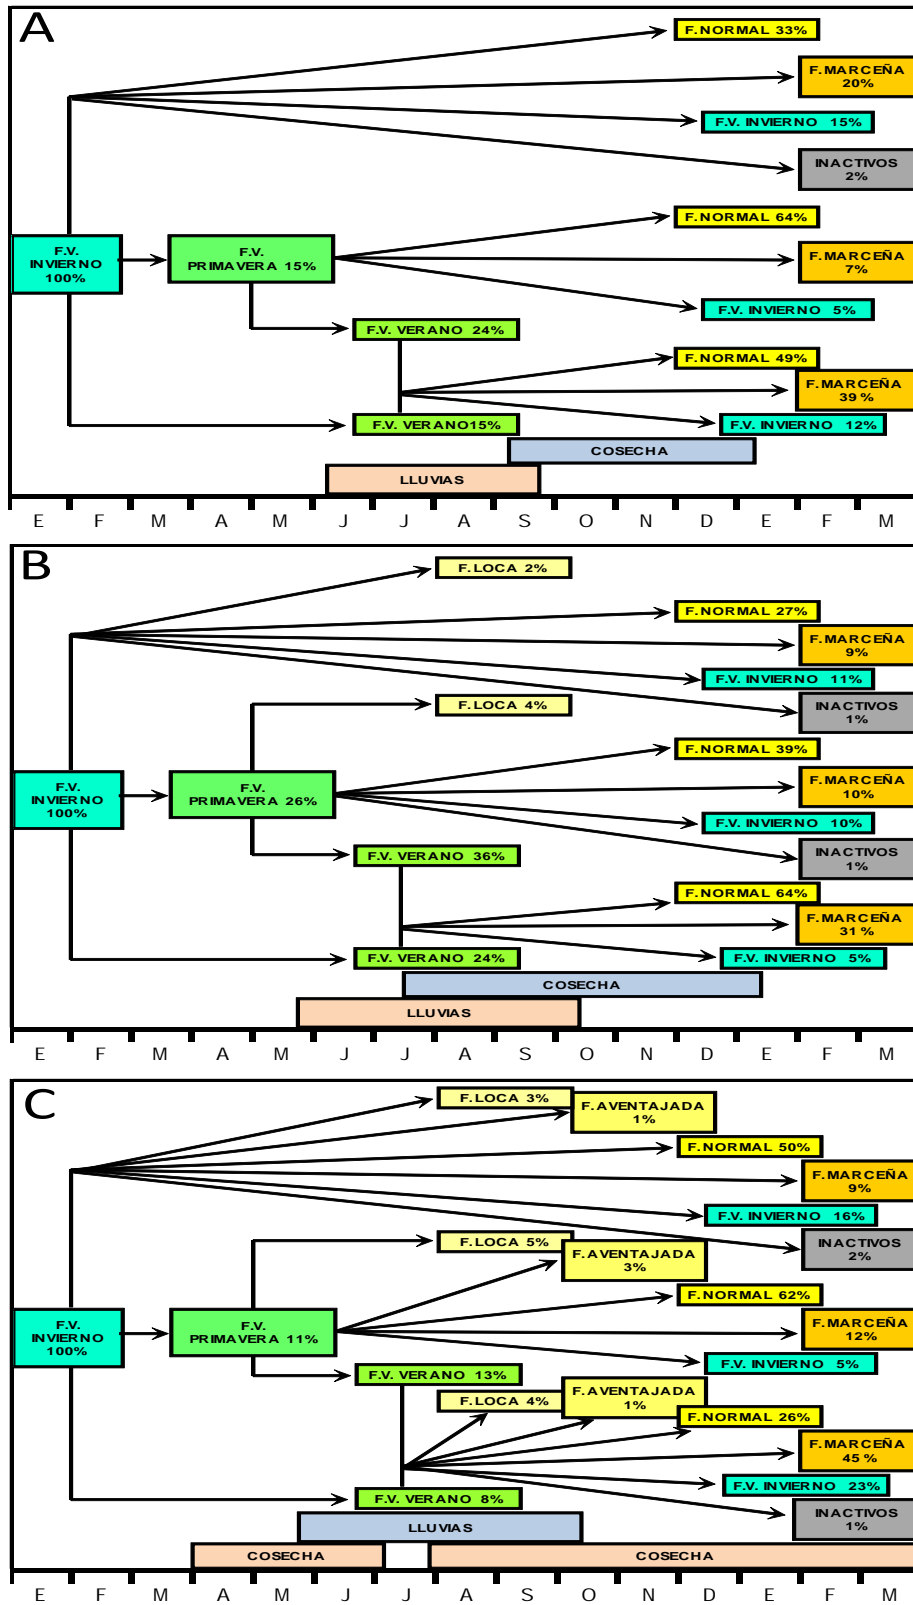 A
F. NORMAL 33%
F. MARCEÑA
20%
F.V. INVIERNO 15%
INACTIVOS
2%
F. NORMAL 64%
F.V.
INVIERNO
100%
F.V.
PRIMAVERA 15%
F. MARCEÑA
7%
F.V. INVIERNO 5%
F.V. VERANO 24%
F. NORMAL 49%
F. MARCEÑA
39%
F.V. VERANO15%
F.V. INVIERNO 12%
COSECHA
LLUVIAS
E F M A M J J A S O N D E F M
B
F. LOCA 2%
F. NORMAL 27%
F. MARCEÑA
9%
F.V. INVIERNO 11%
F. LOCA 4%
INACTIVOS
1%
F. NORMAL 39%
F.V.
INVIERNO
100%
F.V.
PRIMAVERA 26%
F. MARCEÑA
10%
F.V. INVIERNO 10%
F.V. VERANO 36%
INACTIVOS
1%
F. NORMAL 64%
F. MARCEÑA
31%
F.V. VERANO 24%
F.V. INVIERNO 5%
COSECHA
LLUVIAS
E F M A M J J A S O N D E F M
C
F. LOCA 3%
F. AVENTAJADA
1%
F. NORMAL 50%
F. MARCEÑA
9%
F.V. INVIERNO 16%
F. LOCA 5%
INACTIVOS
2%
F. AVENTAJADA
3%
F. NORMAL 62%
F.V.
INVIERNO
100%
F.V.
PRIMAVERA 11%
F. MARCEÑA
12%
F.V. INVIERNO 5%
F.V. VERANO 13%
F. LOCA 4%
F. AVENTAJADA
1%
F. NORMAL 26%
F. MARCEÑA
45%
F.V. INVIERNO 23%
F.V. VERANO 8%
INACTIVOS
1%
LLUVIAS
COSECHA COSECHA
E F M A M J J A S O N D E F M